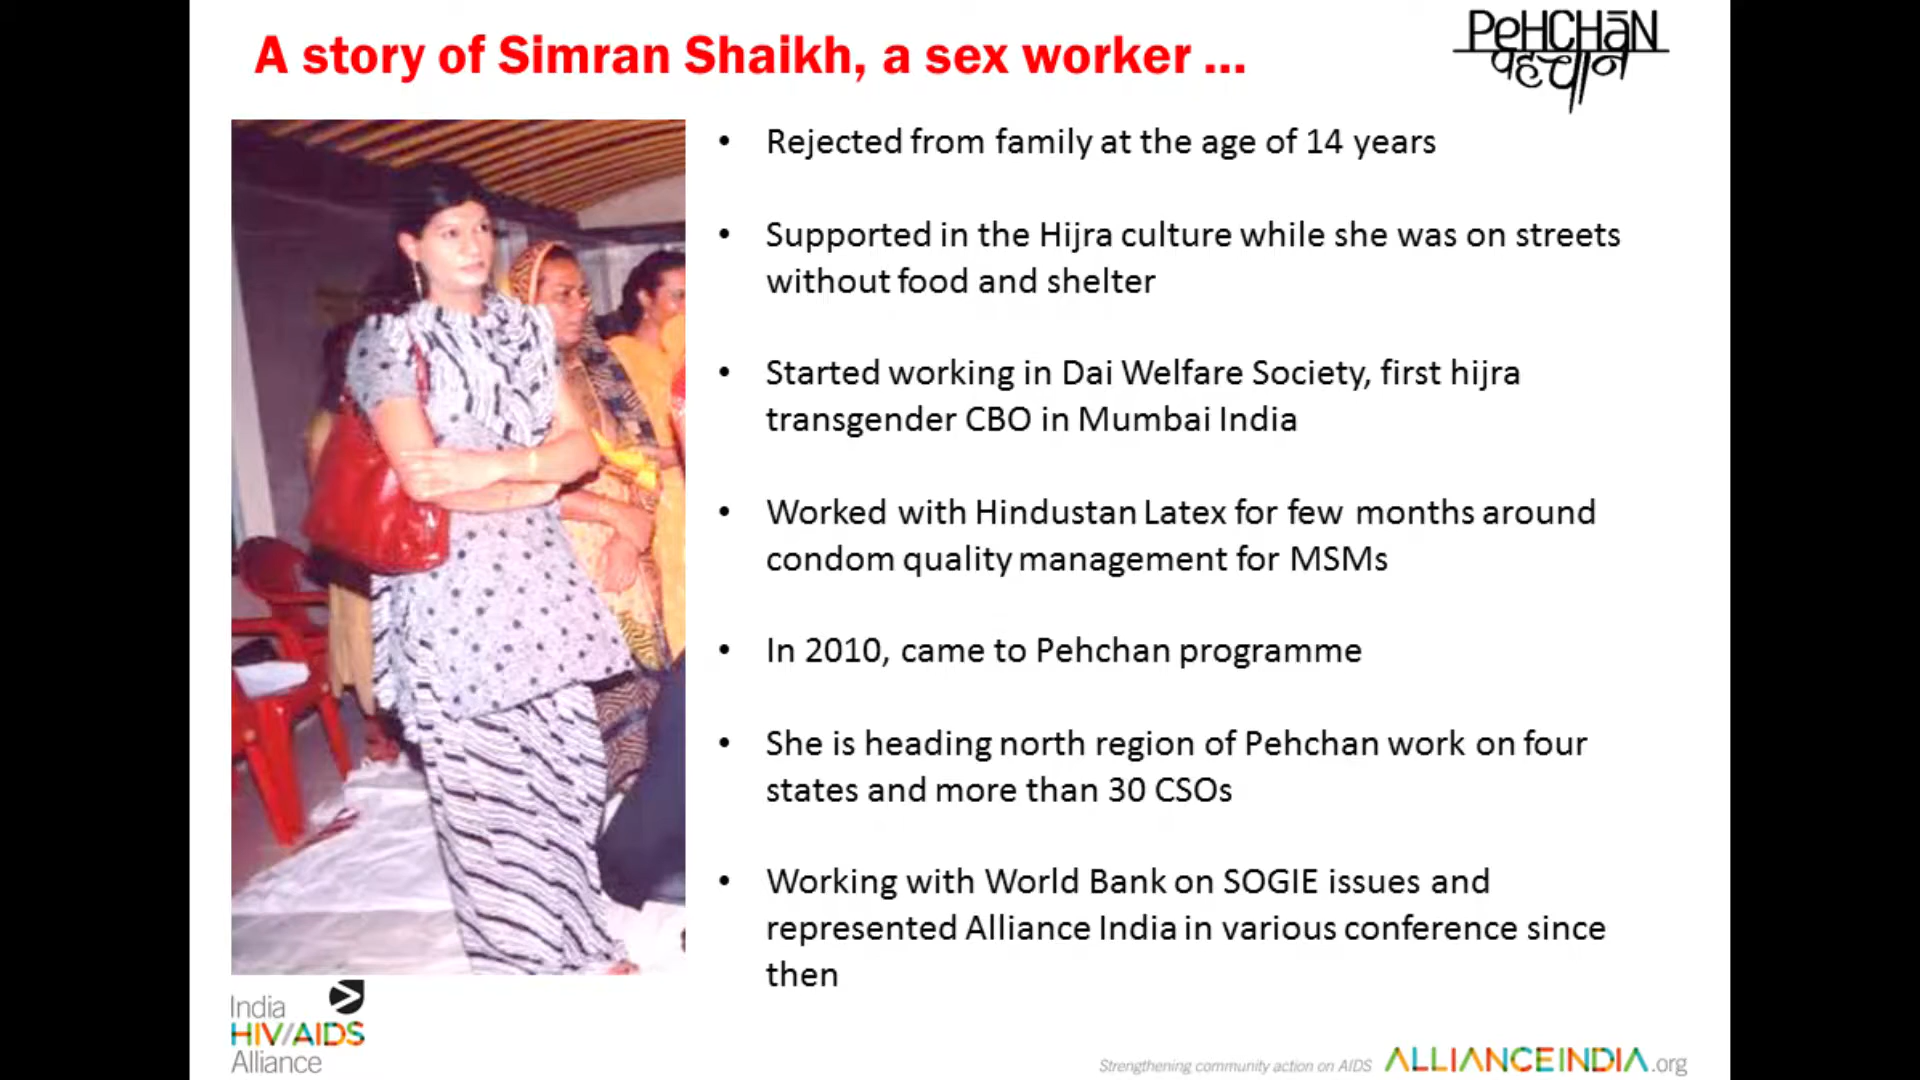 A story of Simran Shaikh, a sex worker ...
PeHCHāN
पहचान
• Rejected from family at the age of 14 years
• Supported in the Hijra culture while she was on streets
without food and shelter
• Started working in Dai Welfare Society, first hijra
transgender CBO in Mumbai India
• Worked with Hindustan Latex for few months around
condom quality management for MSMs
• In 2010, came to Pehchan programme
• She is heading north region of Pehchan work on four
states and more than 30 CSOs
• Working with World Bank on SOGIE issues and
represented Alliance India in various conference since
then
India
HIV/AIDS
Alliance
Strengthening community action on AIDS ALLIANCEINDIA.org